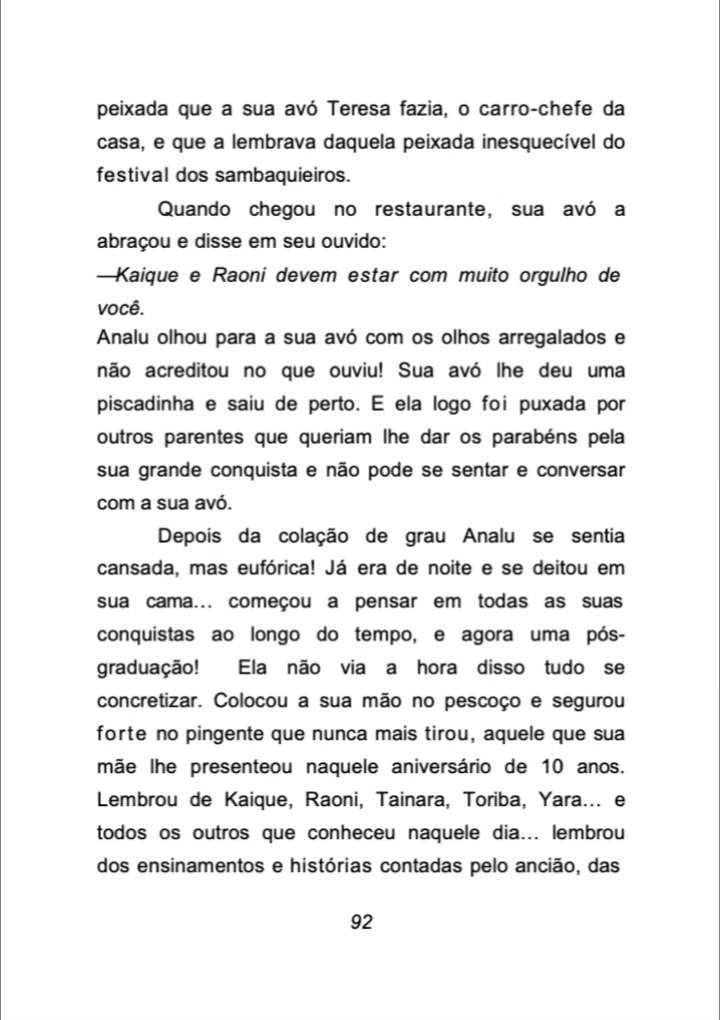 peixada que a sua avó Teresa fazia, o carro-chefe da
casa, e que a lembrava daquela peixada inesquecível do
festival dos sambaquieiros.
Quando chegou no restaurante, sua avó a
abraçou e disse em seu ouvido:
—Kaique e Raoni devem estar com muito orgulho de
você.
Analu olhou para a sua avó com os olhos arregalados e
não acreditou no que ouviu! Sua avó lhe deu uma
piscadinha e saiu de perto. E ela logo foi puxada por
outros parentes que queriam lhe dar os parabéns pela
sua grande conquista e não pode se sentar e conversar
com a sua avó.
Depois da colação de grau Analu se sentia
cansada, mas eufórica! Já era de noite e se deitou em
sua cama... começou a pensar em todas as suas
conquistas ao longo do tempo, e agora uma pós-
graduação! Ela não via a hora disso tudo se
concretizar. Colocou a sua mão no pescoço e segurou
forte no pingente que nunca mais tirou, aquele que sua
mãe lhe presenteou naquele aniversário de 10 anos.
Lembrou de Kaique, Raoni, Tainara, Toriba, Yara... e
todos os outros que conheceu naquele dia... lembrou
dos ensinamentos e histórias contadas pelo ancião, das
92